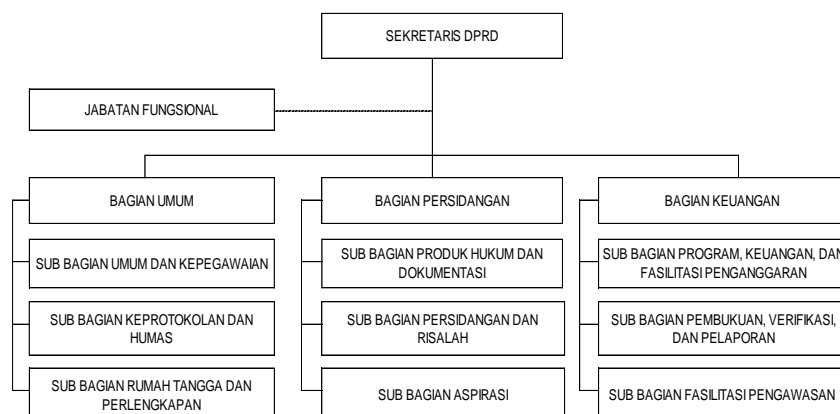 SEKRETARIS DPRD
JABATAN FUNGSIONAL
BAGIAN UMUM
BAGIAN PERSIDANGAN
BAGIAN KEUANGAN
SUB BAGIAN UMUM DAN KEPEGAWAIAN
SUB BAGIAN PRODUK HUKUM DAN
DOKUMENTASI
SUB BAGIAN PROGRAM, KEUANGAN, DAN
FASILITASI PENGANGGARAN
SUB BAGIAN KEPROTOKOLAN DAN
HUMAS
SUB BAGIAN PERSIDANGAN DAN
RISALAH
SUB BAGIAN PEMBUKUAN, VERIFIKASI,
DAN PELAPORAN
SUB BAGIAN RUMAH TANGGA DAN
PERLENGKAPAN
SUB BAGIAN ASPIRASI
SUB BAGIAN FASILITASI PENGAWASAN